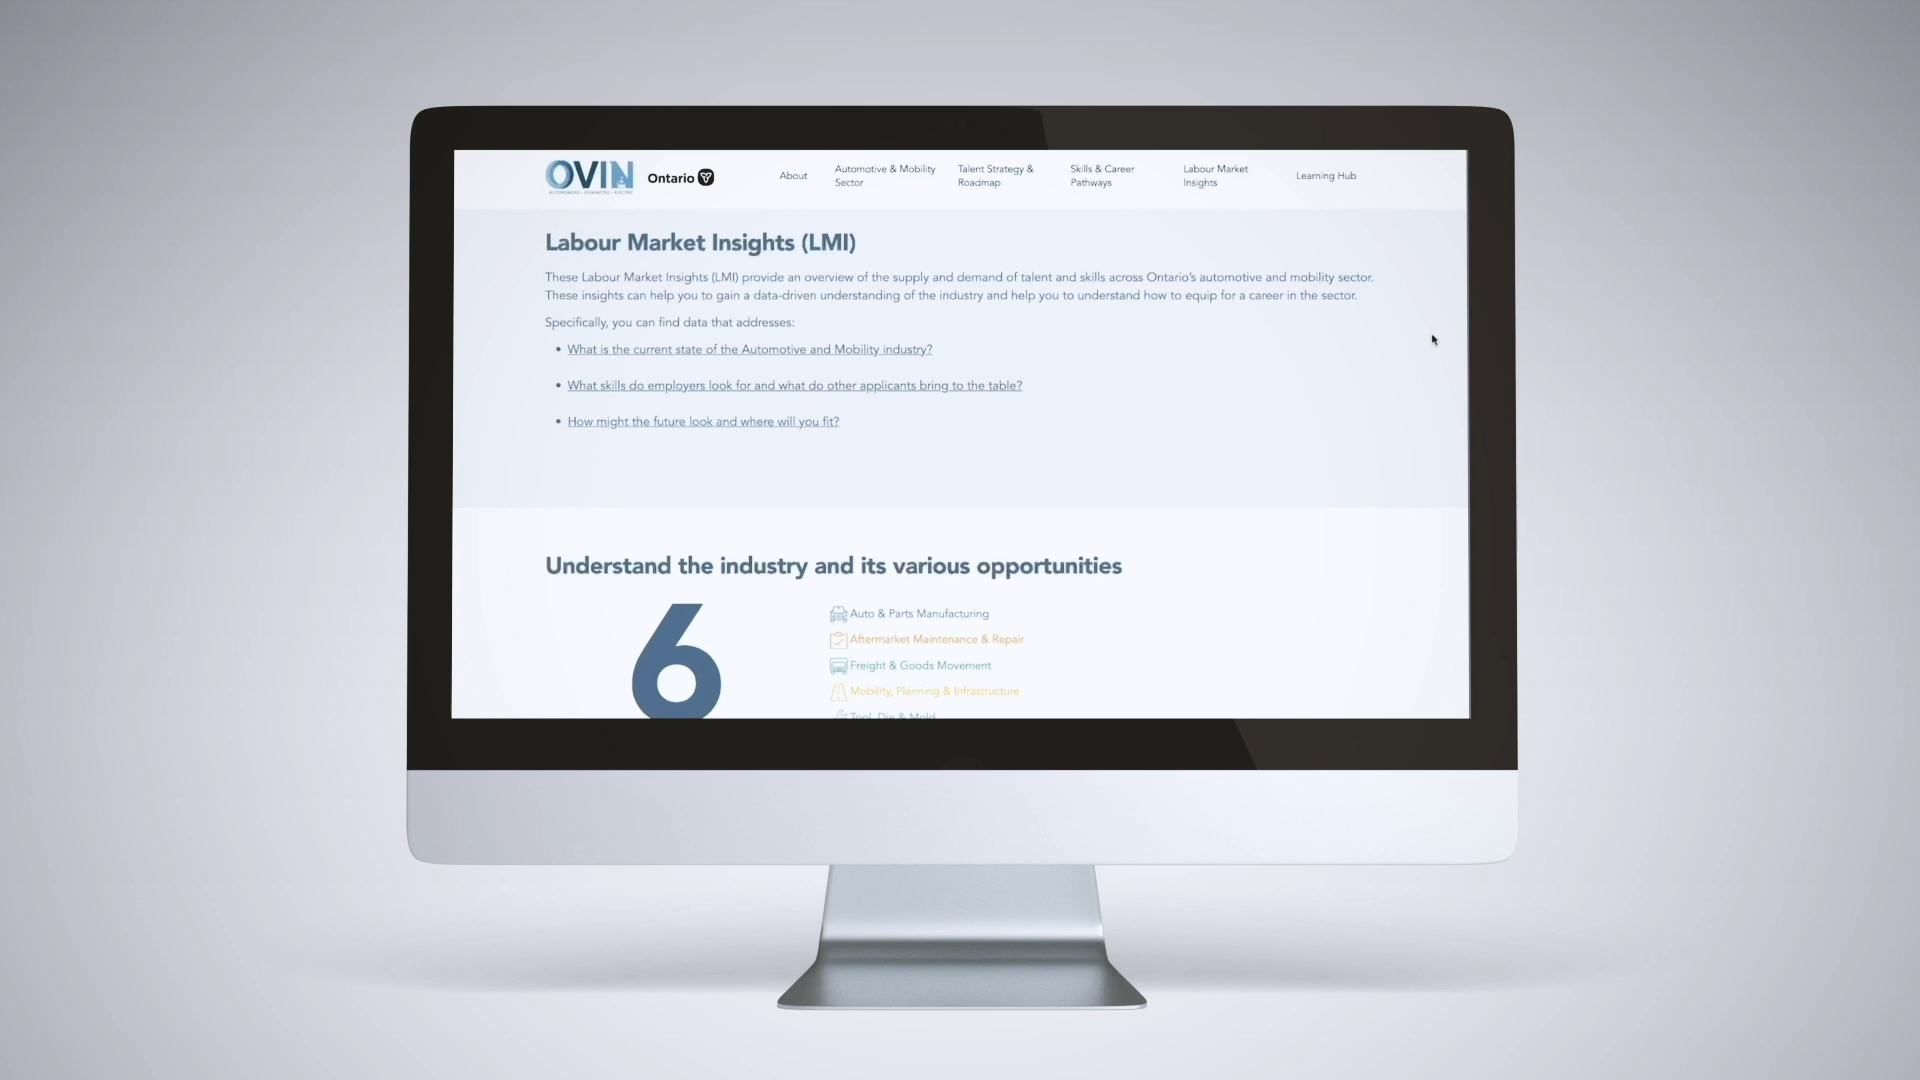 OVIN
AUTONOMOUS • CONNECTED • ELECTRIC
Ontario
About
Automotive & Mobility
Sector
Talent Strategy &
Roadmap
Skills & Career
Pathways
Labour Market
Insights
Learning Hub
Labour Market Insights (LMI)
These Labour Market Insights (LMI) provide an overview of the supply and demand of talent and skills across Ontario's automotive and mobility sector.
These insights can help you to gain a data-driven understanding of the industry and help you to understand how to equip for a career in the sector.
Specifically, you can find data that addresses:
• What is the current state of the Automotive and Mobility industry?
• What skills do employers look for and what do other applicants bring to the table?
• How might the future look and where will you fit?
Understand the industry and its various opportunities
6
Auto & Parts Manufacturing
Aftermarket Maintenance & Repair
Freight & Goods Movement
Mobility, Planning & Infrastructure
Tool, Die & Mold